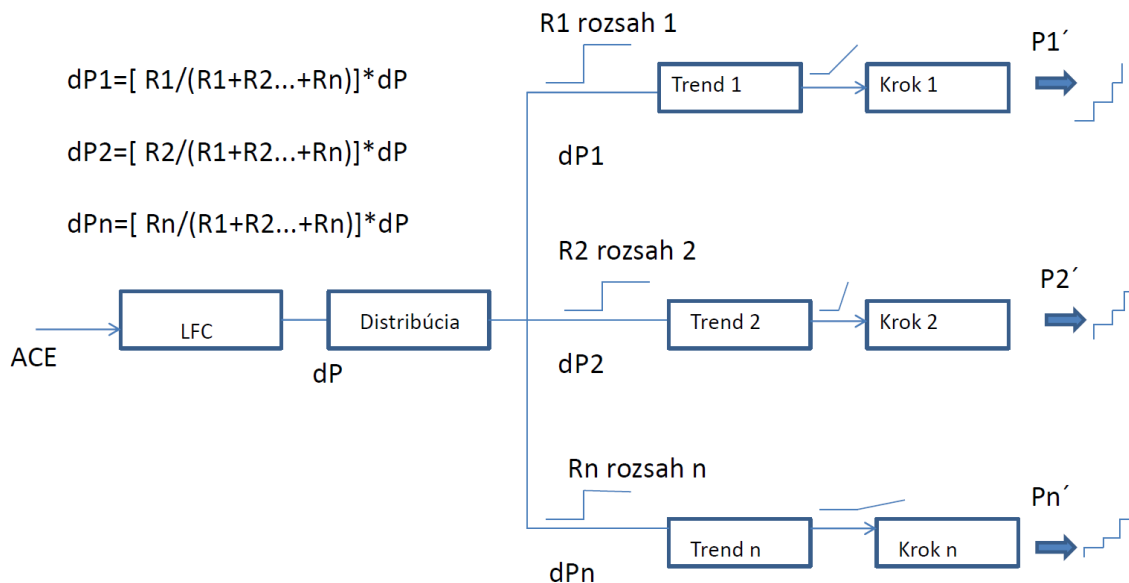 R1 rozsah 1
P1´
dP1=[ R1/(R1+R2...+Rn)]*dP
Trend 1
Krok 1
dP2=[ R2/(R1+R2...+Rn)]*dP
dP1
dPn=[ Rn/(R1+R2...+Rn)]*dP
R2 rozsah 2
P2´
LFC
Distribúcia
Trend 2
Krok 2
ACE
dP
dP2
Rn rozsah n
Pn´
Trend n
Krok n
dPn